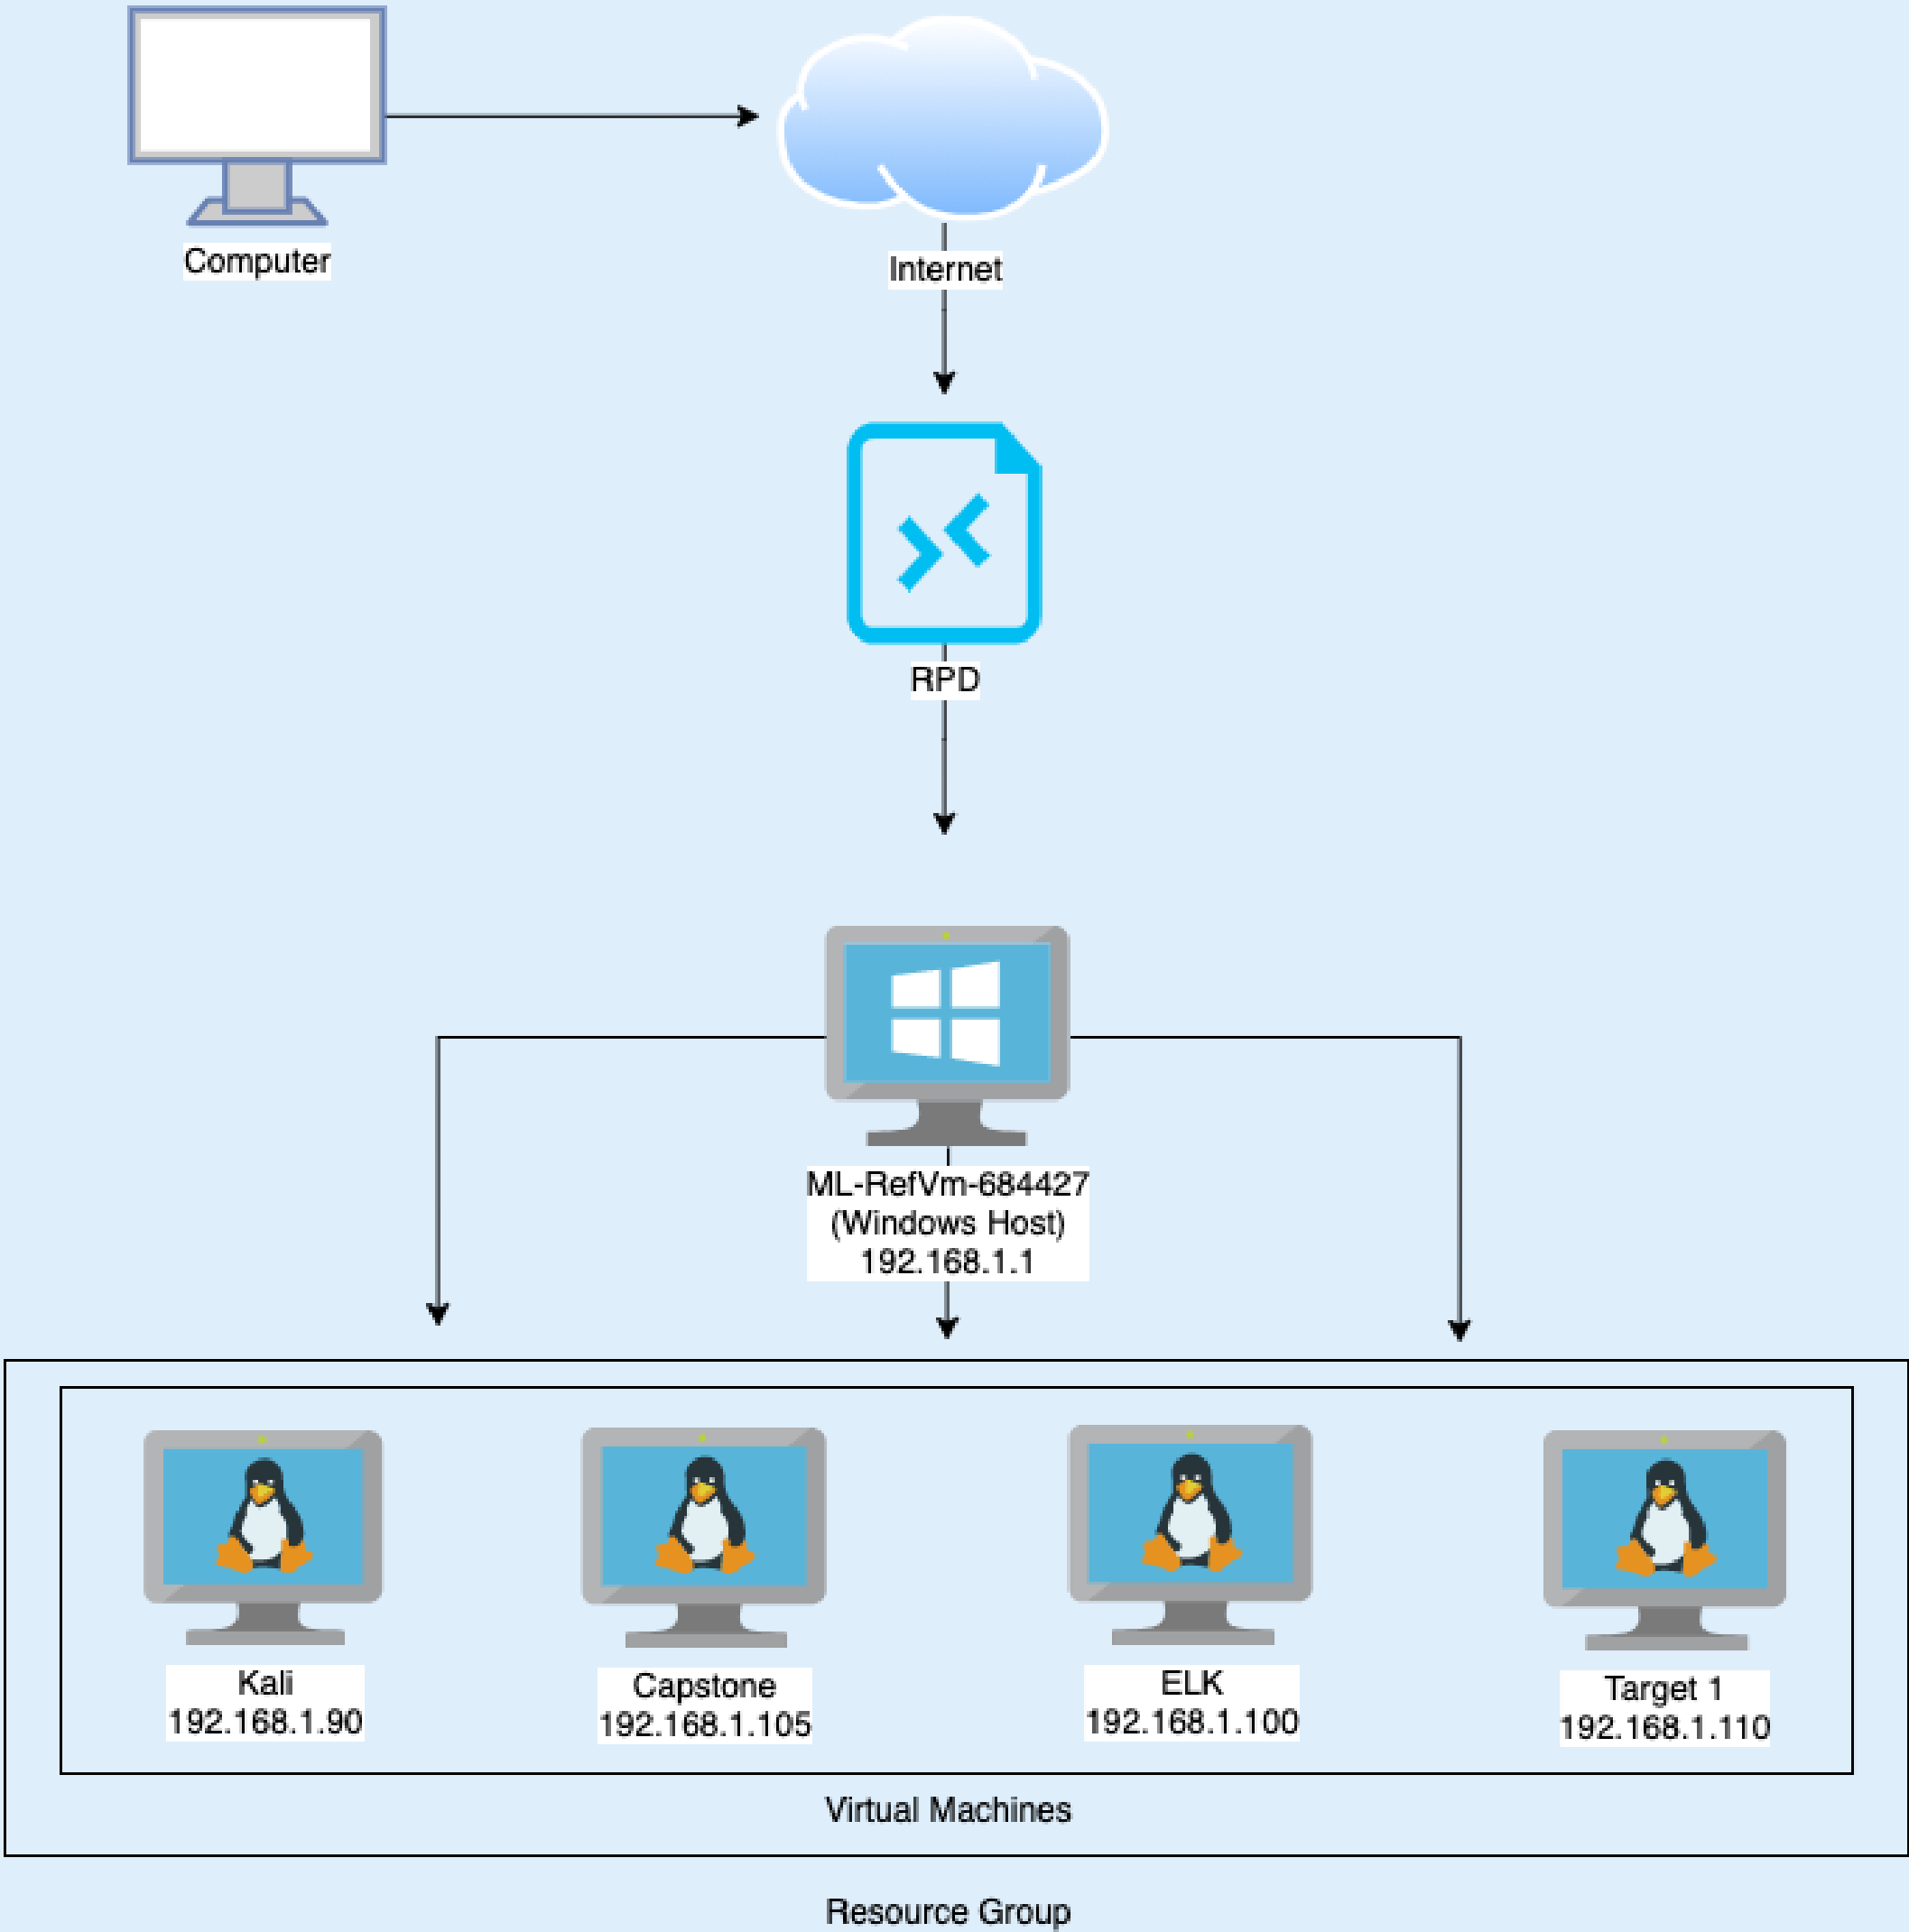 Computer
Internet
RPD
ML-RefVm-684427
(Windows Host)
192.168.1.1
Kali
192.168.1.90
Capstone
192.168.1.105
ELK
192.168.1.100
Target 1
192.168.1.110
Virtual Machines
Resource Group